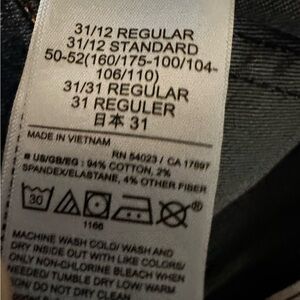 31/12 REGULAR
31/12 STANDARD
50-52(160/175-100/104-
106/110)
31/31 REGULAR
31 REGULER
日本 31
MADE IN VIETNAM
RN 54023 / CA 17897
■ US/GB/EG: 94% COTTON, 2%
SPANDEX/ELASTANE, 4% OTHER FIBER
30
1166
MACHINE WASH COLD/ WASH AND
DRY INSIDE OUT WITH LIKE COLORS/
ONLY NON-CHLORINE BLEACH WHEN
NEEDED/ TUMBLE DRY LOW/ WARM
IRON/ DO NOT DRY CLEAN